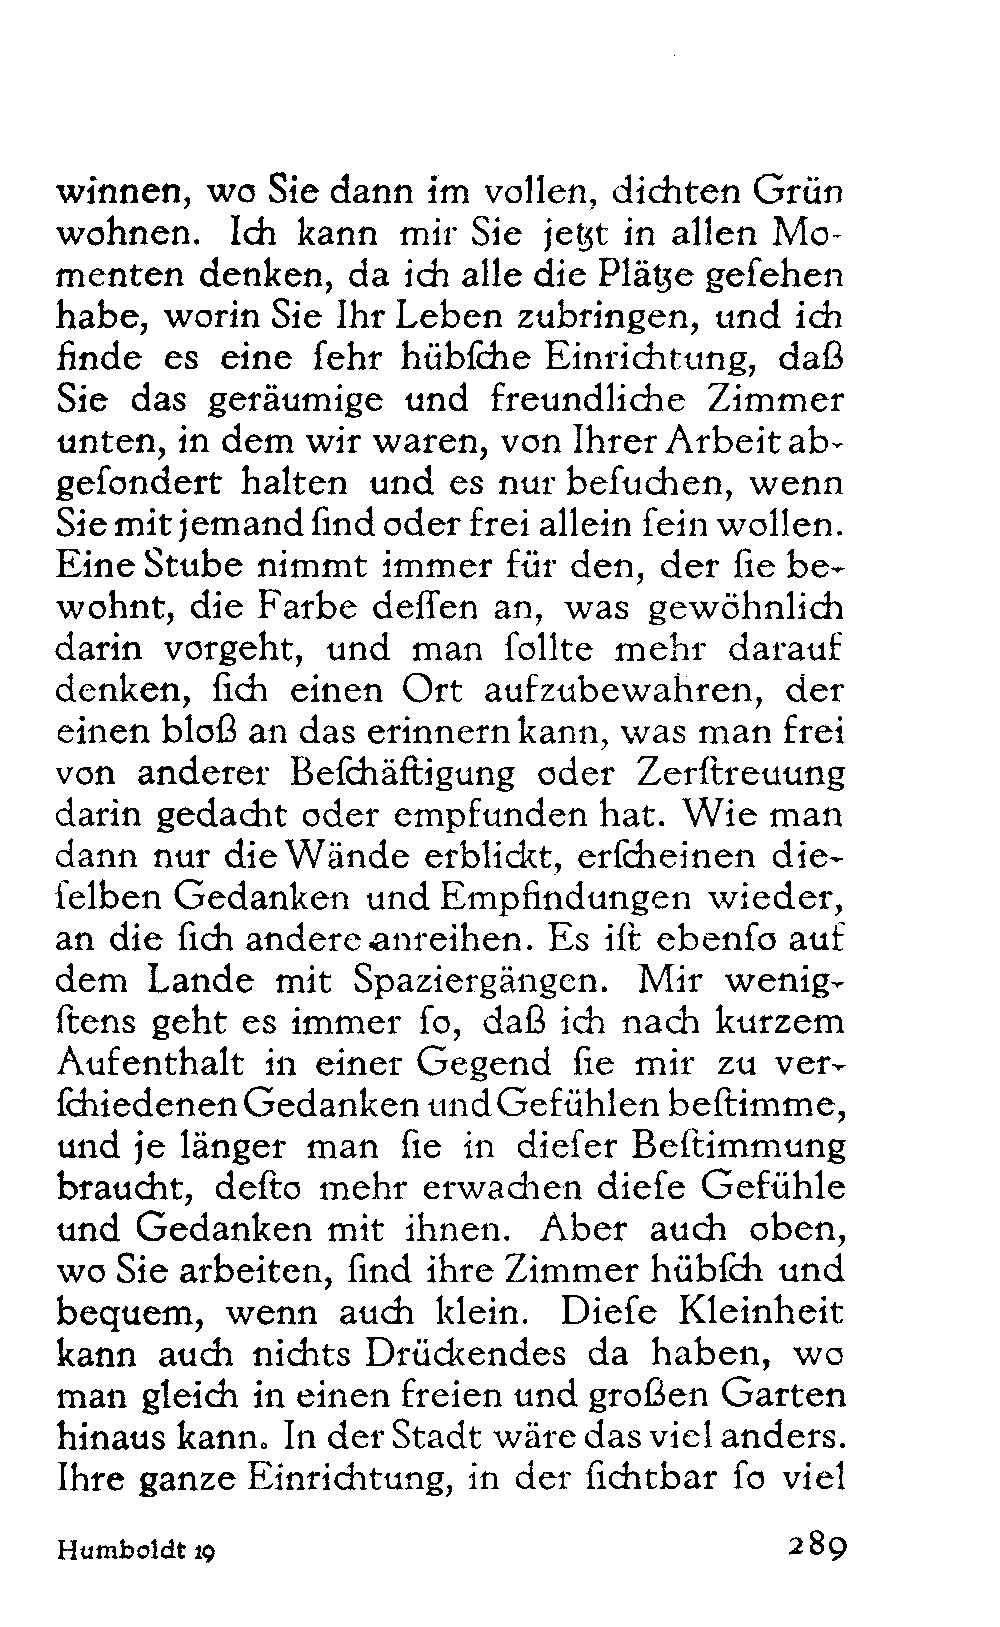 winnen, wo Sie dann im vollen, dichten Grün
wohnen. Ich kann mir Sie jetzt in allen Mo-
menten denken, da ich alle die Plätze geſehen
habe, worin Sie Ihr Leben zubringen, und ich
finde es eine ſehr hübſche Einrichtung, daß
Sie das geräumige und freundliche Zimmer
unten, in dem wir waren, von Ihrer Arbeit ab-
geſondert halten und es nur beſuchen, wenn
Sie mit jemand ſind oder frei allein ſein wollen.
Eine Stube nimmt immer für den, der ſie be-
wohnt, die Farbe deſſen an, was gewöhnlich
darin vorgeht, und man ſollte mehr darauf
denken, ſich einen Ort aufzubewahren, der
einen bloß an das erinnern kann, was man frei
von anderer Beſchäftigung oder Zerſtreuung
darin gedacht oder empfunden hat. Wie man
dann nur die Wände erblickt, erſcheinen die-
ſelben Gedanken und Empfindungen wieder,
an die ſich andere anreihen. Es iſt ebenſo auf
dem Lande mit Spaziergängen. Mir wenig-
ſtens geht es immer ſo, daß ich nach kurzem
Aufenthalt in einer Gegend ſie mir zu ver-
ſchiedenen Gedanken und Gefühlen beſtimme,
und je länger man ſie in dieſer Beſtimmung
braucht, deſto mehr erwachen dieſe Gefühle
und Gedanken mit ihnen. Aber auch oben,
wo Sie arbeiten, ſind ihre Zimmer hübſch und
bequem, wenn auch klein. Dieſe Kleinheit
kann auch nichts Drückendes da haben, wo
man gleich in einen freien und großen Garten
hinaus kann. In der Stadt wäre das viel anders.
Ihre ganze Einrichtung, in der ſichtbar ſo viel
Humboldt 19
289